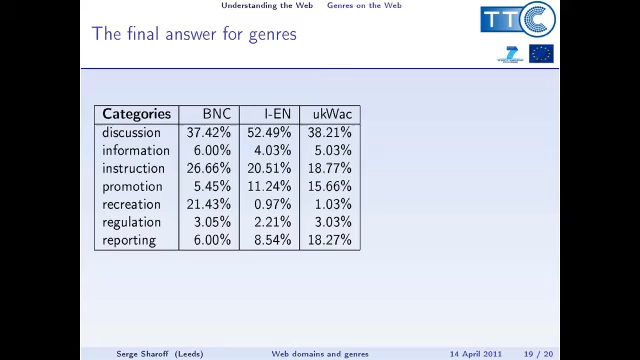 Understanding the Web Genres on the Web
TTC
The final answer for genres
7
Categories BNC I-EN ukWac
discussion 37.42% 52.49% 38.21%
information 6.00% 4.03% 5.03%
instruction 26.66% 20.51% 18.77%
promotion 5.45% 11.24% 15.66%
recreation 21.43% 0.97% 1.03%
regulation 3.05% 2.21% 3.03%
reporting 6.00% 8.54% 18.27%
Serge Sharoff (Leeds) Web domains and genres 14 April 2011 19 / 20